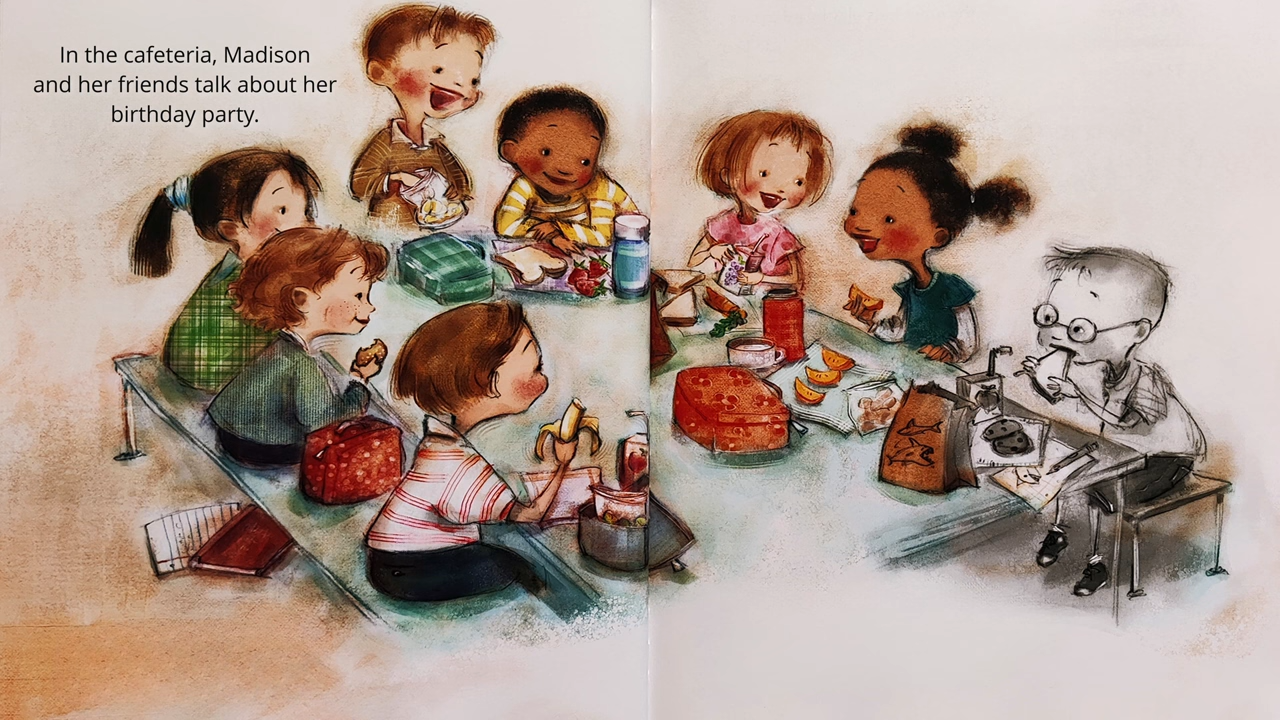 In the cafeteria, Madison
and her friends talk about her
birthday party.